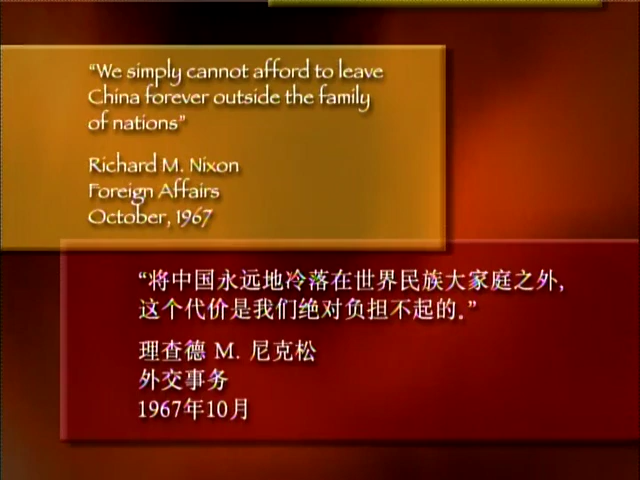 “We simply cannot afford to leave
China forever outside the family
of nations”
Richard M. Nixon
Foreign Affairs
October, 1967
“将中国永远地冷落在世界民族大家庭之外,
这个代价是我们绝对负担不起的.”
理查德 M. 尼克松
外交事务
1967年10月